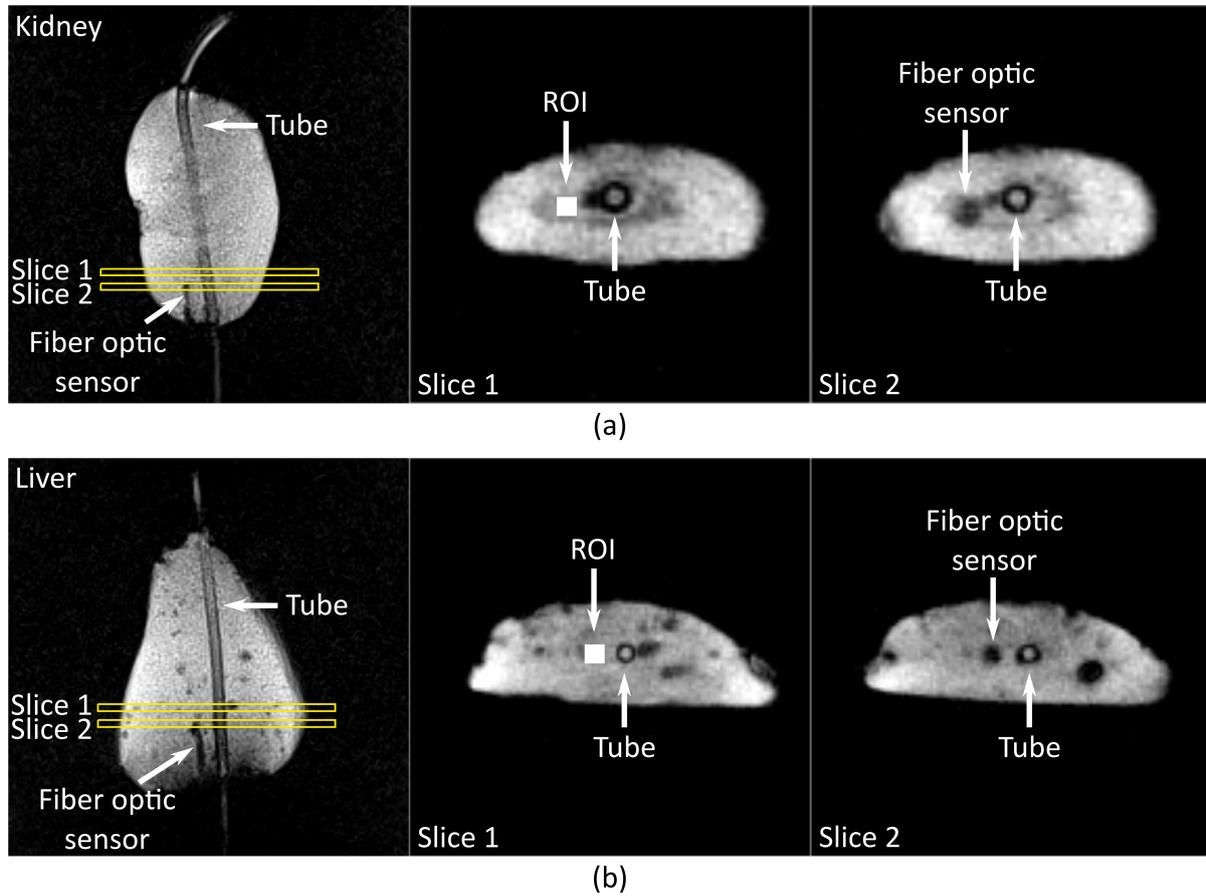 Kidney
Tube
Slice 1
Slice 2
Fiber optic
sensor
ROI
Tube
Slice 1
Fiber optic
sensor
Tube
Slice 2
(a)
Liver
Tube
Slice 1
Slice 2
Fiber optic
sensor
ROI
Tube
Slice 1
Fiber optic
sensor
Tube
Slice 2
(b)